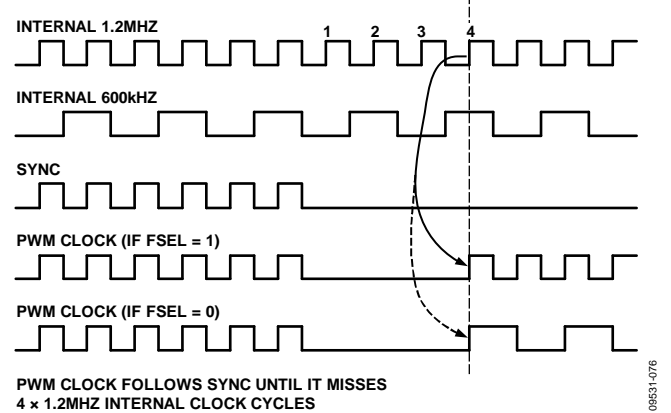 INTERNAL 1.2MHZ
1 2 3 4
INTERNAL 600kHZ
SYNC
PWM CLOCK (IF FSEL = 1)
PWM CLOCK (IF FSEL = 0)
PWM CLOCK FOLLOWS SYNC UNTIL IT MISSES
4 × 1.2MHZ INTERNAL CLOCK CYCLES
09531-076